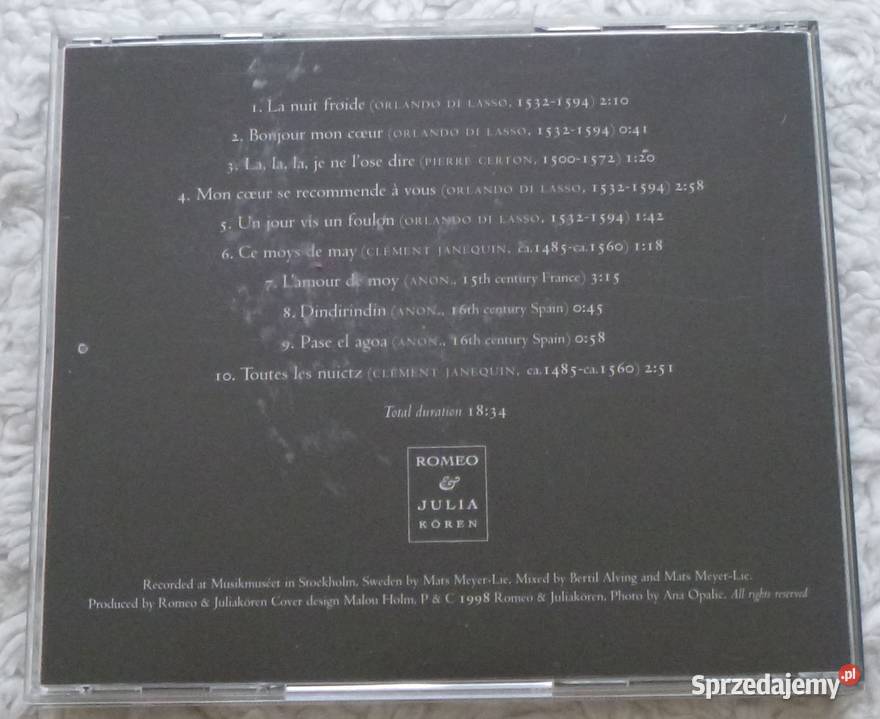 1. La nuit froide (ORLANDO DI LASSO, 1532-1594) 2:10
2. Bonjour mon cœur (ORLANDO DI LASSO, 1532-1594) 0:41
3. La, la, la, je ne l'ose dire (PIERRE CERTON, 1500-1572) 1:20
4. Mon cœur se recommende à vous (ORLANDO DI LASSO, 1532-1594) 2:58
5. Un jour vis un foulon (ORLANDO DI LASSO, 1532-1594) 1:42
6. Ce moys de may (CLÉMENT JANEQUIN, ca.1485-ca.1560) 1:18
7. L'amour de moy (ANON., 15th century France) 3:15
8. Dindirindin (ANON., 16th century Spain) 0:45
9. Pase el agoa (ANON., 16th century Spain) 0:58
10. Toutes les nuictz (CLÉMENT JANEQUIN, ca.1485-ca.1560) 2:51
Total duration 18:34
ROMEO
&
JULIA
KÖREN
Recorded at Musikmuséet in Stockholm, Sweden by Mats Meyer-Lie. Mixed by Bertil Alving and Mats Meyer-Lie.
Produced by Romeo & Juliakören Cover design Malou Holm, P & C 1998 Romeo & Juliakören, Photo by Ana Opalic. All rights reserved
Sprzedajemy.pl